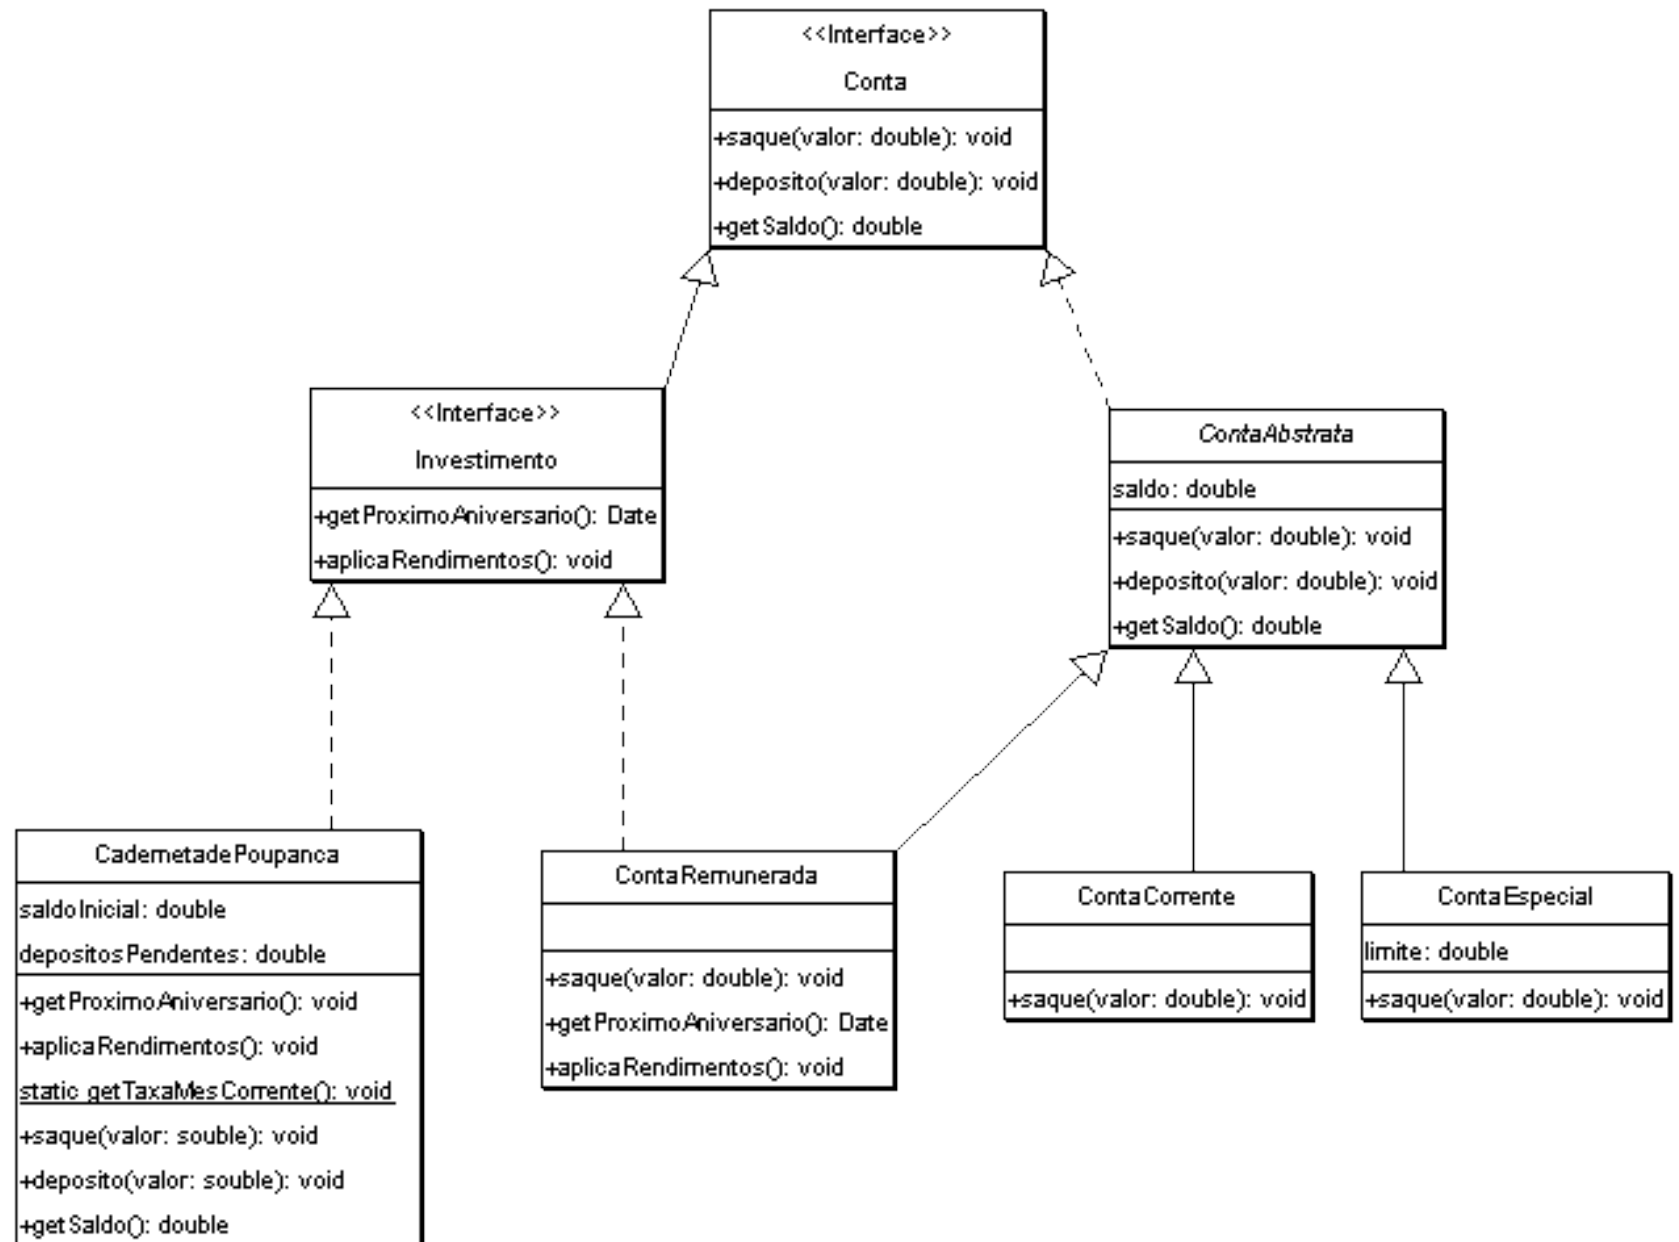 <<Interface>>
Conta
+saque(valor: double): void
+deposito(valor: double): void
+getSaldo(): double
<<Interface>>
Investimento
+getProximoAniversario(): Date
+aplicaRendimentos(): void
ContaAbstrata
saldo: double
+saque(valor: double): void
+deposito(valor: double): void
+getSaldo(): double
CadernetadePoupanca
saldoInicial: double
depositosPendentes: double
+getProximoAniversario(): void
+aplicaRendimentos(): void
static getTaxaMesCorrente(): void
+saque(valor: souble): void
+deposito(valor: souble): void
+getSaldo(): double
ContaRemunerada
+saque(valor: double): void
+getProximoAniversario(): Date
+aplicaRendimentos(): void
ContaCorrente
+saque(valor: double): void
ContaEspecial
limite: double
+saque(valor: double): void